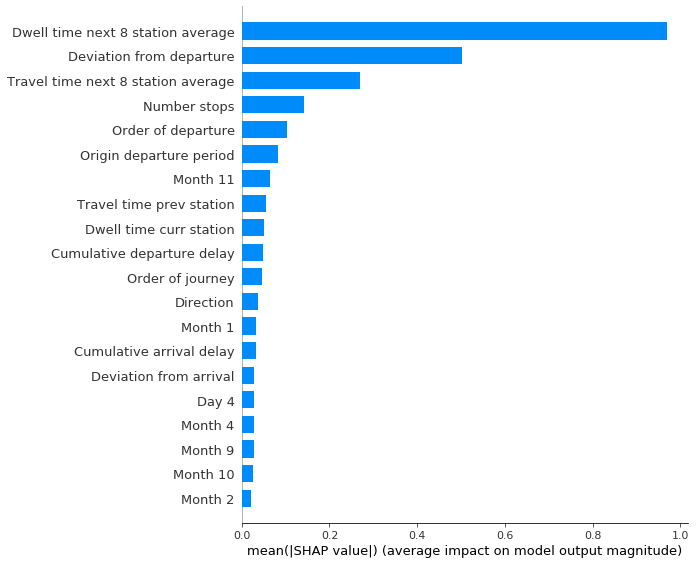 Dwell time next 8 station average
Deviation from departure
Travel time next 8 station average
Number stops
Order of departure
Origin departure period
Month 11
Travel time prev station
Dwell time curr station
Cumulative departure delay
Order of journey
Direction
Month 1
Cumulative arrival delay
Deviation from arrival
Day 4
Month 4
Month 9
Month 10
Month 2
0.0 0.2 0.4 0.6 0.8 1.0
mean(|SHAP value|) (average impact on model output magnitude)